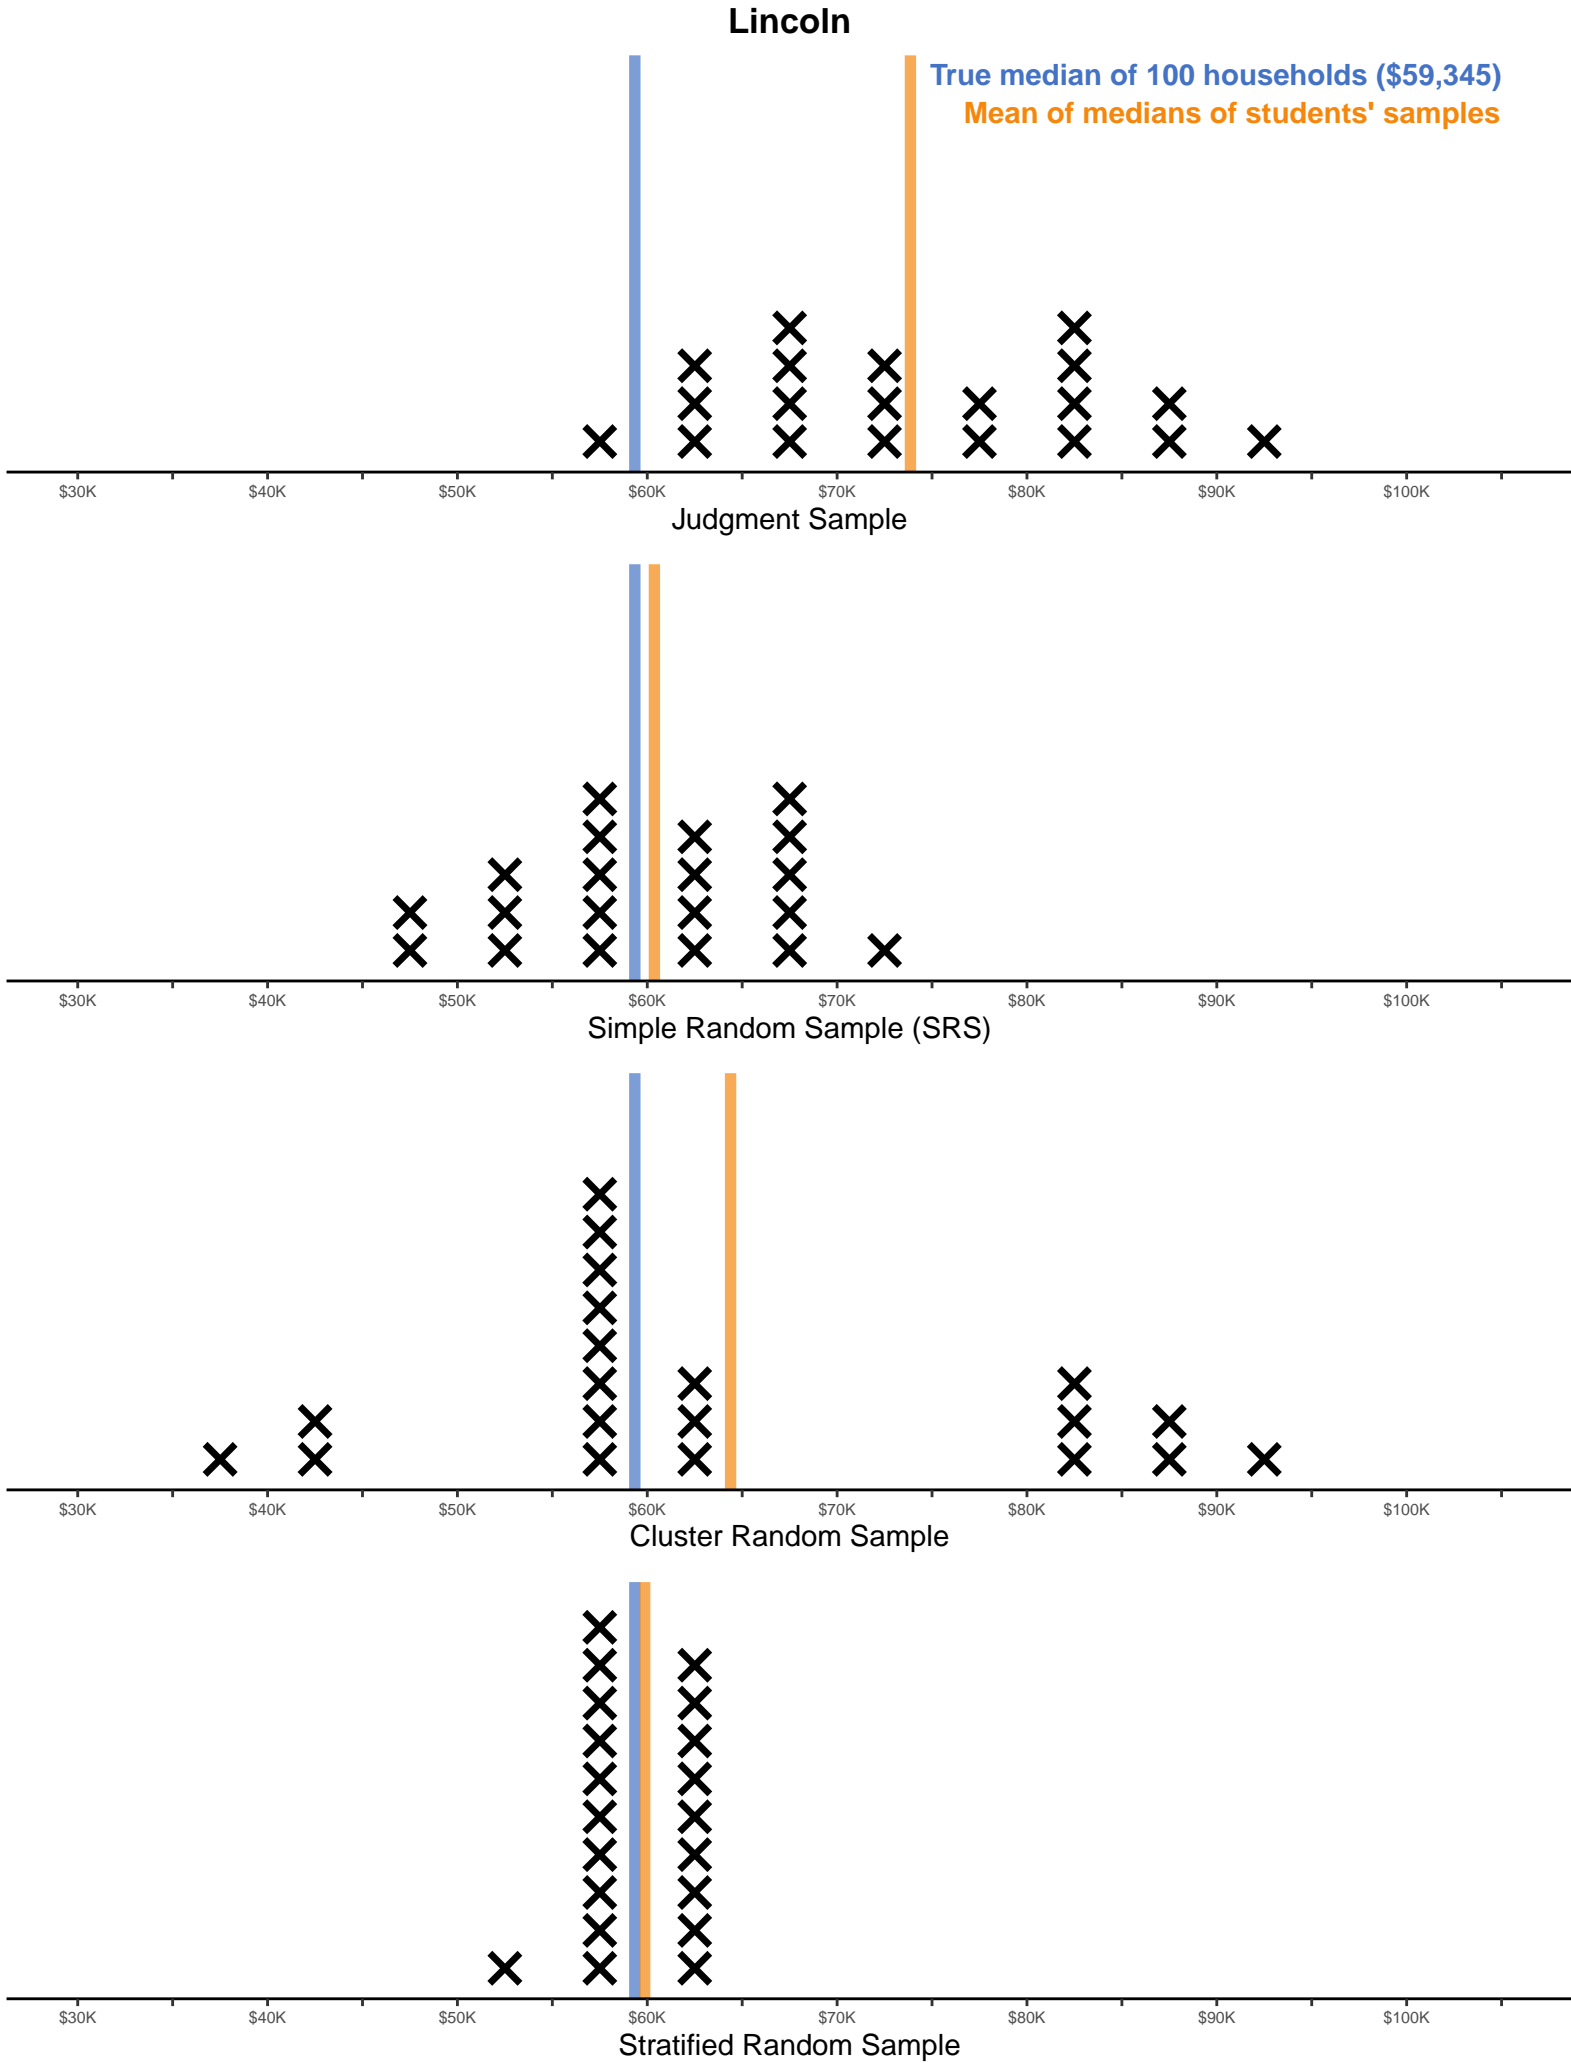 Lincoln
True median of 100 households ($59,345)
Mean of medians of students' samples
$30K $40K $50K $60K $70K $80K $90K $100K
Judgment Sample
$30K $40K $50K $60K $70K $80K $90K $100K
Simple Random Sample (SRS)
$30K $40K $50K $60K $70K $80K $90K $100K
Cluster Random Sample
$30K $40K $50K $60K $70K $80K $90K $100K
Stratified Random Sample